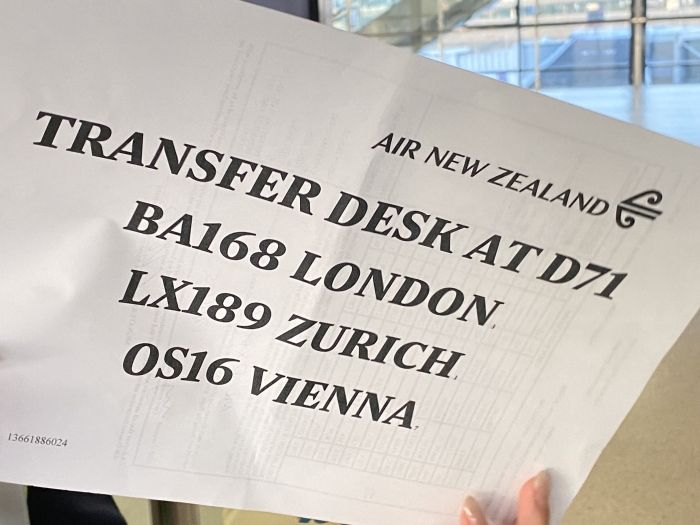 AIR NEW ZEALAND
TRANSFER DESK AT D71
BA168 LONDON,
LX189 ZURICH,
OS16 VIENNA,
13661886024